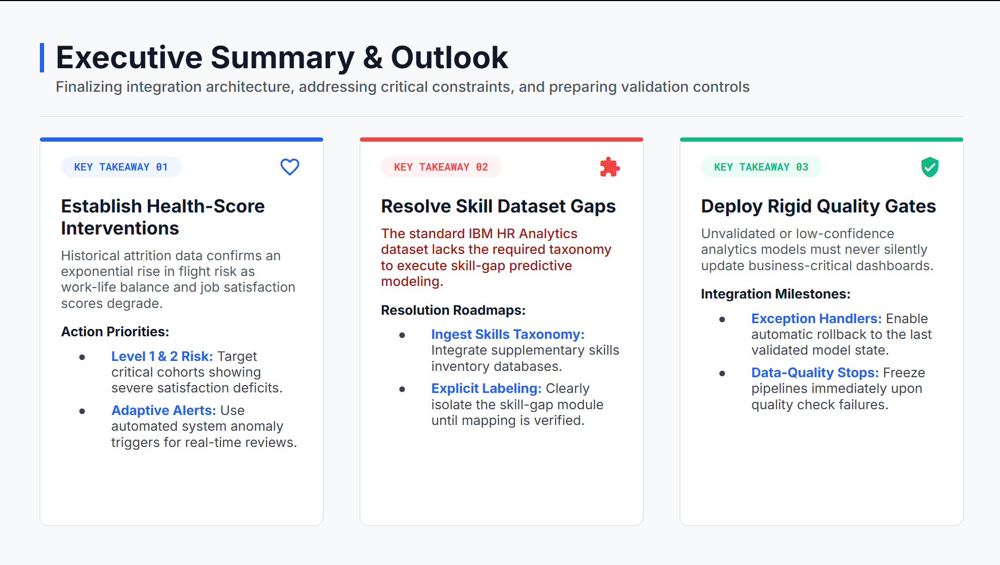 Executive Summary & Outlook
Finalizing integration architecture, addressing critical constraints, and preparing validation controls
KEY TAKEAWAY 01
Establish Health-Score
Interventions
Historical attrition data confirms an
exponential rise in flight risk as
work-life balance and job satisfaction
scores degrade.
Action Priorities:
● Level 1 & 2 Risk: Target
critical cohorts showing
severe satisfaction deficits.
● Adaptive Alerts: Use
automated system anomaly
triggers for real-time reviews.
KEY TAKEAWAY 02
Resolve Skill Dataset Gaps
The standard IBM HR Analytics
dataset lacks the required taxonomy
to execute skill-gap predictive
modeling.
Resolution Roadmaps:
● Ingest Skills Taxonomy:
Integrate supplementary skills
inventory databases.
● Explicit Labeling: Clearly
isolate the skill-gap module
until mapping is verified.
KEY TAKEAWAY 03
Deploy Rigid Quality Gates
Unvalidated or low-confidence
analytics models must never silently
update business-critical dashboards.
Integration Milestones:
● Exception Handlers: Enable
automatic rollback to the last
validated model state.
● Data-Quality Stops: Freeze
pipelines immediately upon
quality check failures.